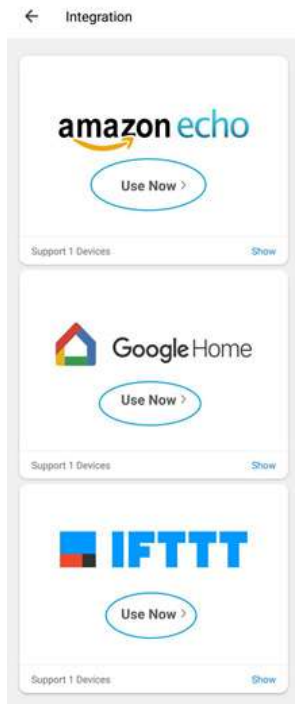 Integration
amazon echo
Use Now >
Support 1 Devices Show
Google Home
Use Now >
Support 1 Devices Show
IFTTT
Use Now >
Support 1 Devices Show